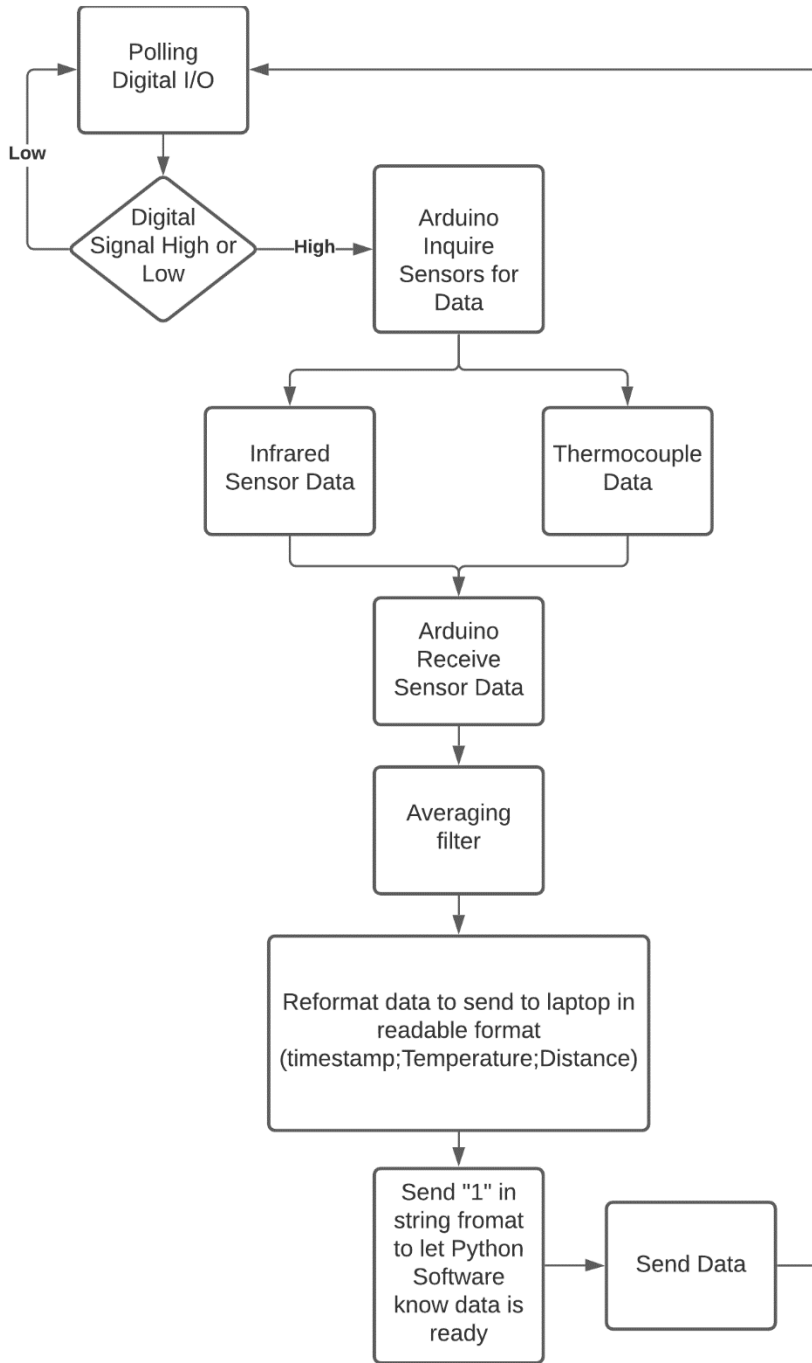 Polling
Digital I/O
Low
Digital
Signal High or
Low
High
Arduino
Inquire
Sensors for
Data
Infrared
Sensor Data
Thermocouple
Data
Arduino
Receive
Sensor Data
Averaging
filter
Reformat data to send to laptop in
readable format
(timestamp;Temperature;Distance)
Send "1" in
string fromat
to let Python
Software
know data is
ready
Send Data